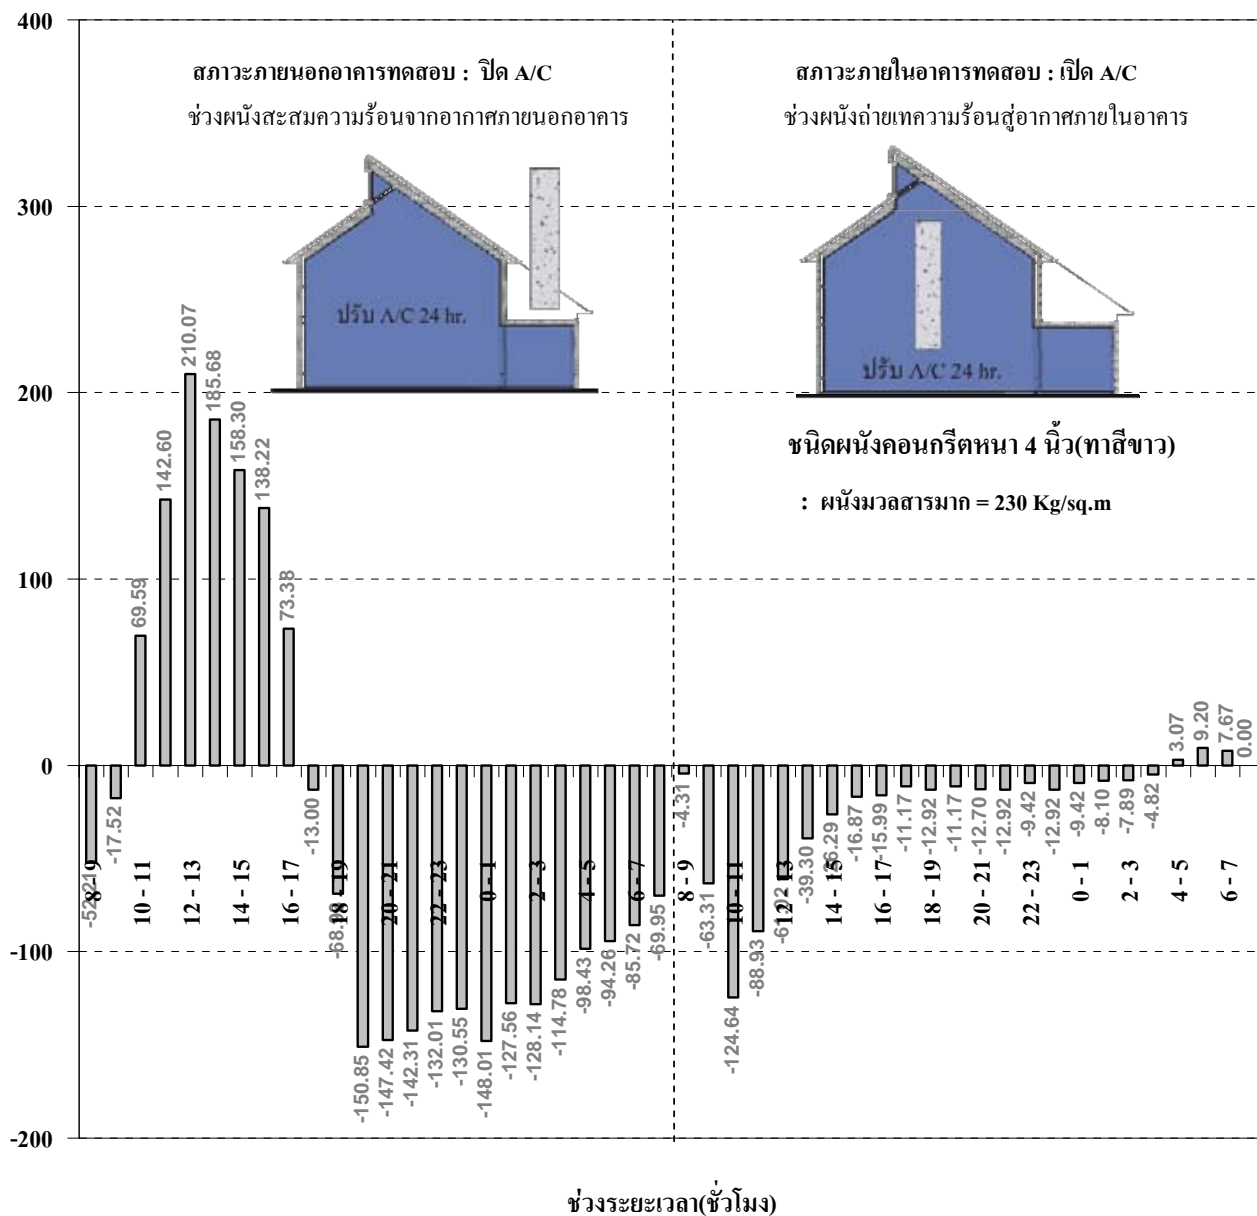 400
300
200
100
0
-100
-200
สภาวะภายนอกอาคารทดสอบ : ปิด A/C
ช่วงผนังสะสมความร้อนจากอากาศภายนอกอาคาร
ปรับ A/C 24 hr.
สภาวะภายในอาคารทดสอบ : เปิด A/C
ช่วงผนังถ่ายเทความร้อนสู่อากาศภายในอาคาร
ปรับ A/C 24 hr.
ชนิดผนังคอนกรีตหนา 4 นิ้ว(ทาสีขาว)
: ผนังมวลสารมาก = 230 Kg/sq.m
-52.21
-17.52
69.59
142.60
210.07
185.68
158.30
138.22
73.38
-13.00
-150.85
-147.42
-142.31
-132.01
-130.55
-148.01
-127.56
-128.14
-114.78
-98.43
-94.26
-85.72
-69.95
-4.31
-63.31
-124.64
-88.93
-61.02
-39.30
-26.29
-16.87
-15.99
-11.17
-12.92
-11.17
-12.70
-12.92
-9.42
-12.92
-9.42
-8.10
-7.89
-4.82
3.07
9.20
7.67
0.00
8 - 9
10 - 11
12 - 13
14 - 15
16 - 17
18 - 19
20 - 21
22 - 23
0 - 1
2 - 3
4 - 5
6 - 7
8 - 9
10 - 11
12 - 13
14 - 15
16 - 17
18 - 19
20 - 21
22 - 23
0 - 1
2 - 3
4 - 5
6 - 7
ช่วงระยะเวลา(ชั่วโมง)